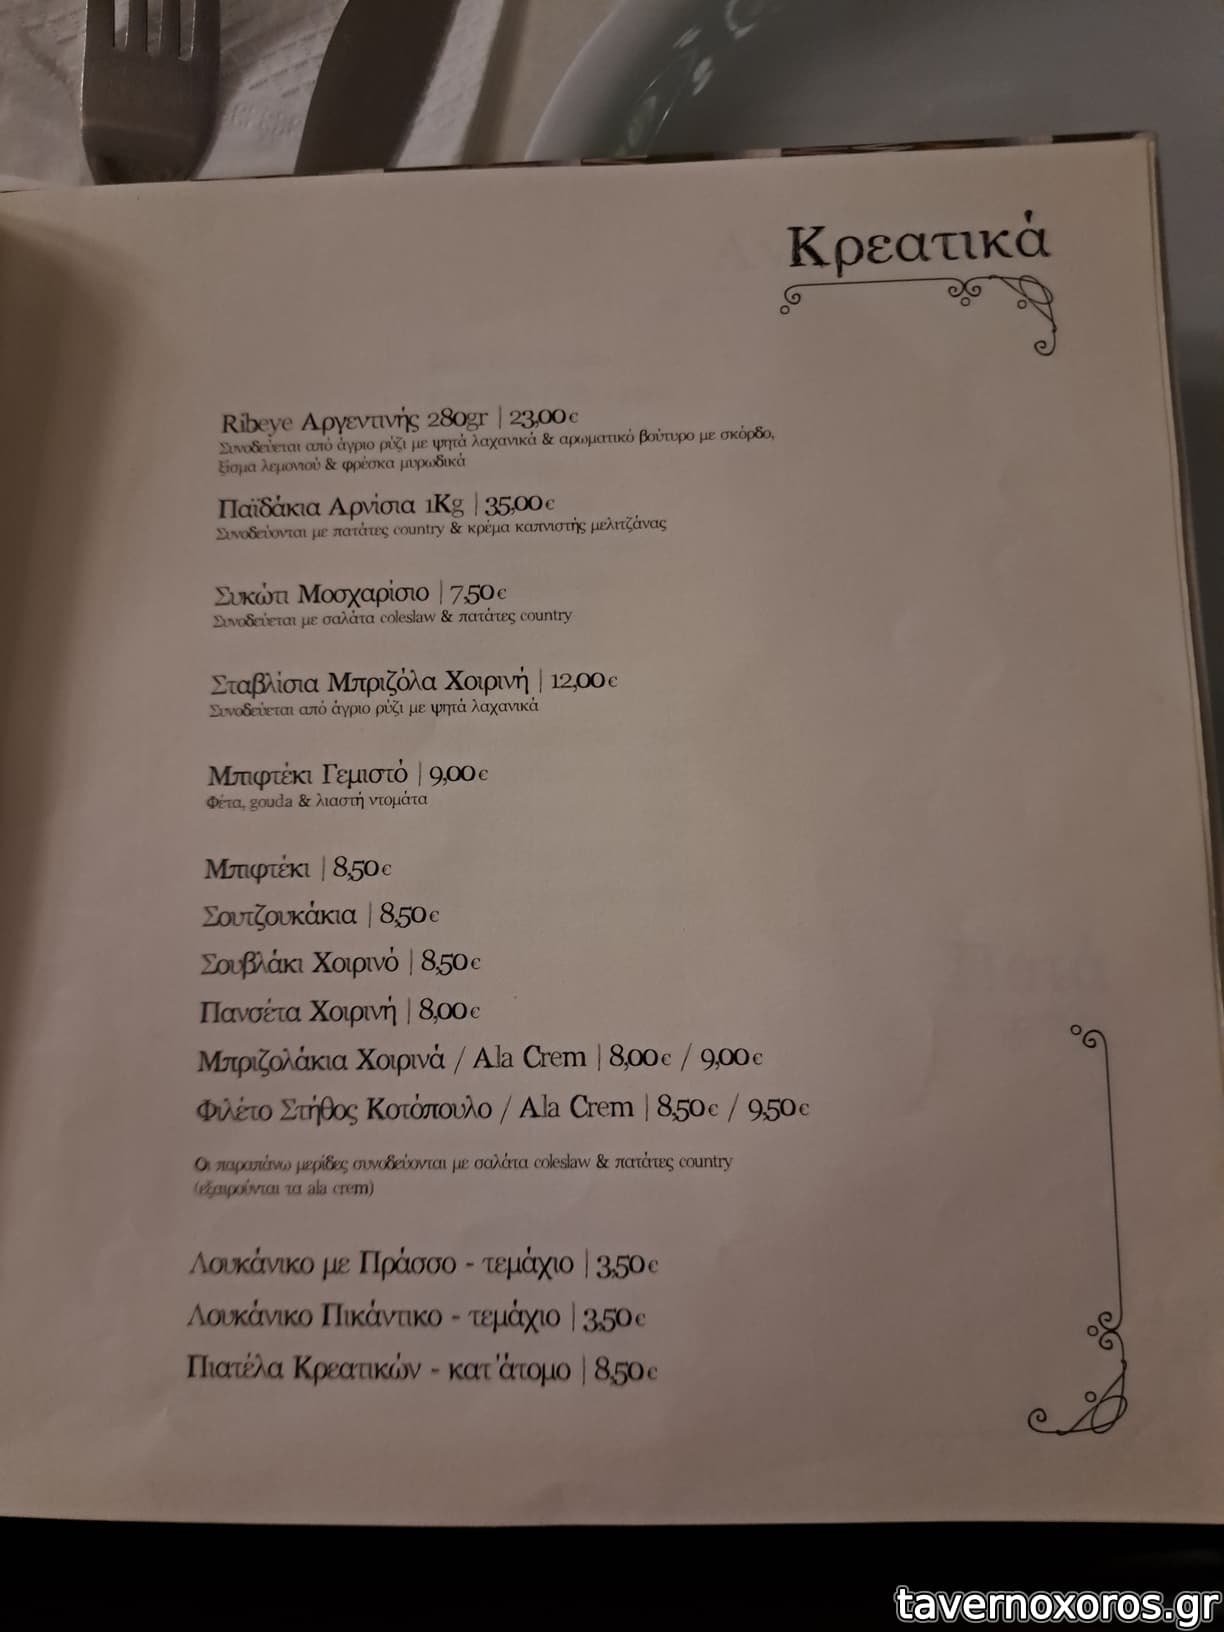 Κρεατικά
Ribeye Αργεντινής 280gr | 23,00€
Συνοδεύεται από άγριο ρύζι με ψητά λαχανικά & αρωματικό βούτυρο με σκόρδο,
ξίσμα λεμονιού & φρέσκα μυρωδικά
Παϊδάκια Αρνίσια 1Kg | 35,00€
Συνοδεύονται με πατάτες country & κρέμα καπνιστής μελιτζάνας
Συκώτι Μοσχαρίσιο | 7,50€
Συνοδεύεται με σαλάτα coleslaw & πατάτες country
Σταβλίσια Μπριζόλα Χοιρινή | 12,00€
Συνοδεύεται από άγριο ρύζι με ψητά λαχανικά
Μπιφτέκι Γεμιστό | 9,00€
Φέτα, gouda & λιαστή ντομάτα
Μπιφτέκι | 8,50€
Σουτζουκάκια | 8,50€
Σουβλάκι Χοιρινό | 8,50€
Πανσέτα Χοιρινή | 8,00€
Μπριζολάκια Χοιρινά / Ala Crem | 8,00€ / 9,00€
Φιλέτο Στήθος Κοτόπουλο / Ala Crem | 8,50€ / 9,50€
Οι παραπάνω μερίδες συνοδεύονται με σαλάτα coleslaw & πατάτες country
(εξαιρούνται τα ala crem)
Λουκάνικο με Πράσσο - τεμάχιο | 3,50€
Λουκάνικο Πικάντικο - τεμάχιο | 3,50€
Πιατέλα Κρεατικών - κατ'άτομο | 8,50€
tavernoxoros.gr